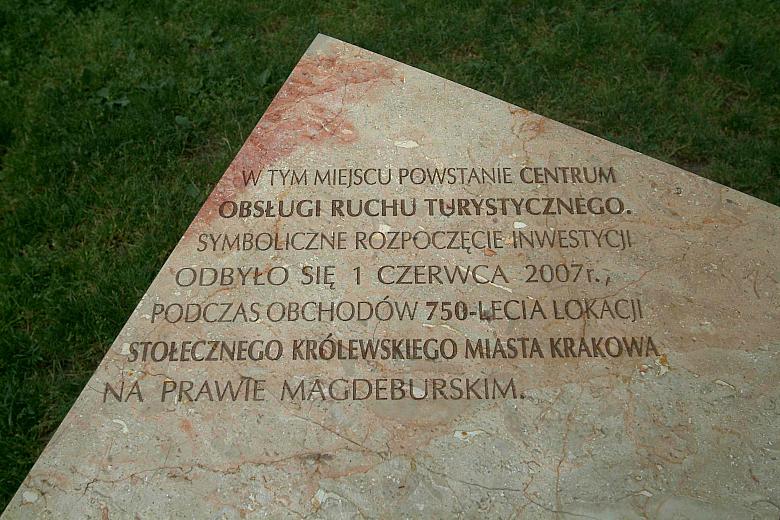 W TYM MIEJSCU POWSTANIE CENTRUM
OBSŁUGI RUCHU TURYSTYCZNEGO.
SYMBOLICZNE ROZPOCZĘCIE INWESTYCJI
ODBYŁO SIĘ 1 CZERWCA 2007r.,
PODCZAS OBCHODÓW 750-LECIA LOKACJI
STOŁECZNEGO KRÓLEWSKIEGO MIASTA KRAKOWA
NA PRAWIE MAGDEBURSKIM.